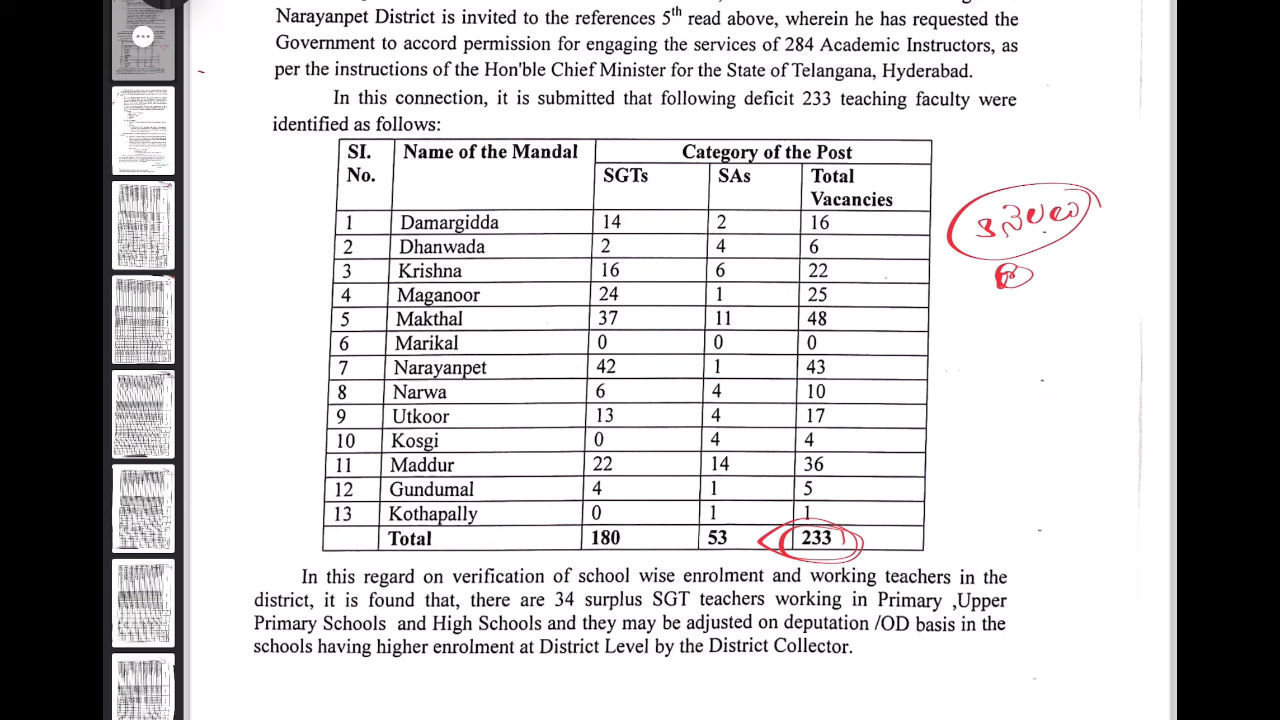 Narayanpet District is invited to the references 5th read above, where he has requested the
Government to accord permission for engaging the services of 284 Academic Instructors, as
per the instructions of the Hon'ble Chief Minister for the State of Telangana, Hyderabad.
In this connection, it is submitted that following deficit 233 teaching faculty were
identified as follows:
SI. No. Name of the Mandal Category of the Post
SGTs SAs Total Vacancies
1 Damargidda 14 2 16
2 Dhanwada 2 4 6
3 Krishna 16 6 22
4 Maganoor 24 1 25
5 Makthal 37 11 48
6 Marikal 0 0 0
7 Narayanpet 42 1 43
8 Narwa 6 4 10
9 Utkoor 13 4 17
10 Kosgi 0 4 4
11 Maddur 22 14 36
12 Gundumal 4 1 5
13 Kothapally 0 1 1
Total 180 53 233
In this regard on verification of school wise enrolment and working teachers in the
district, it is found that, there are 34 surplus SGT teachers working in Primary ,Upper
Primary Schools and High Schools and they may be adjusted on deputation /OD basis in the
schools having higher enrolment at District Level by the District Collector.